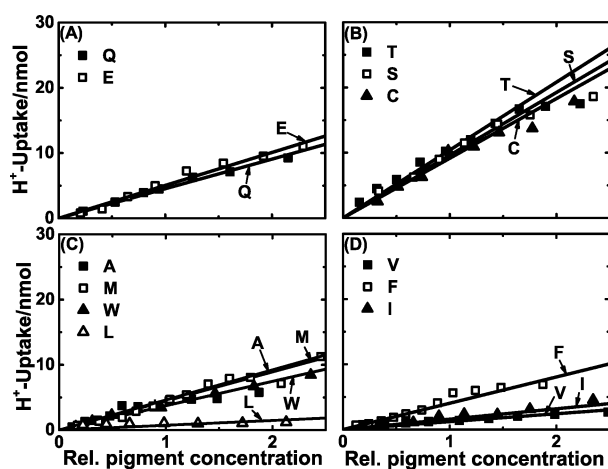 (A)
Q
E
E
Q
30
20
10
0
H⁺-Uptake/nmol
(B)
T
S
C
T
S
C
(C)
A
M
W
L
A
M
W
L
30
20
10
0
H⁺-Uptake/nmol
0 1 2
Rel. pigment concentration
(D)
V
F
I
F
V
I
0 1 2
Rel. pigment concentration